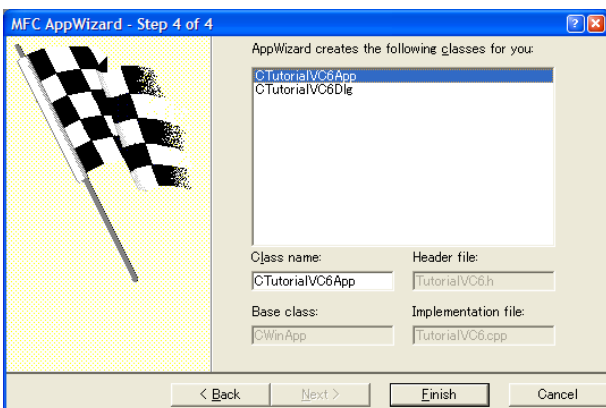 MFC AppWizard - Step 4 of 4
AppWizard creates the following classes for you:
CTutorialVC6App
CTutorialVC6Dlg
Class name:
Header file:
CTutorialVC6App
TutorialVC6.h
Base class:
Implementation file:
CWinApp
TutorialVC6.cpp
< Back
Next >
Finish
Cancel